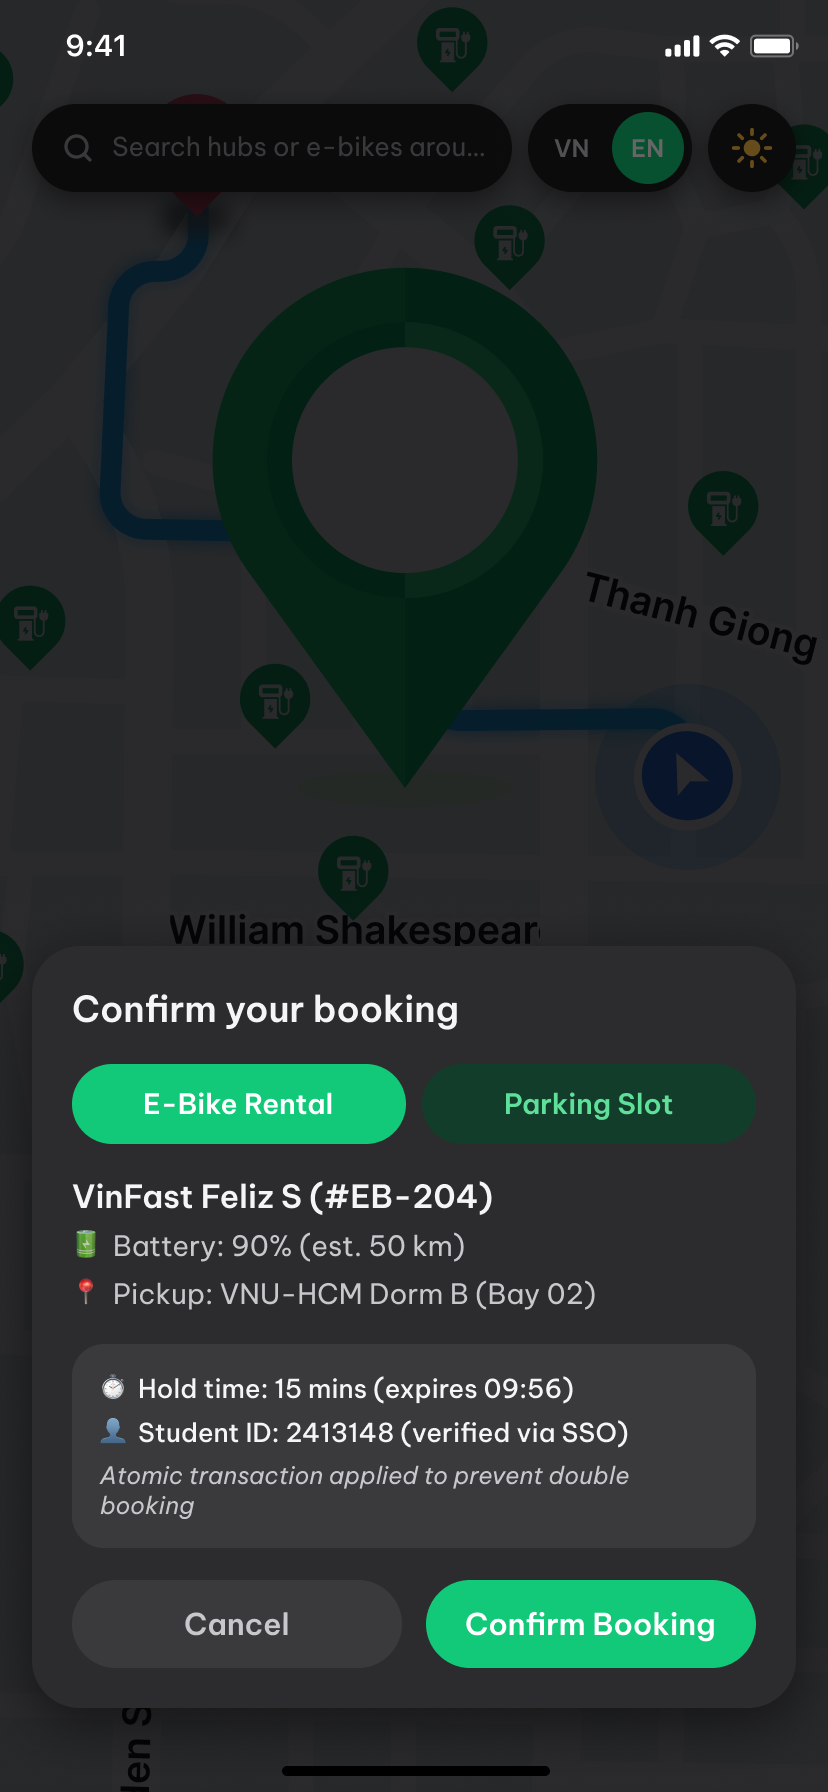 9:41
Search hubs or e-bikes arou...
VN
EN
Thanh Giong
William Shakespear
Confirm your booking
E-Bike Rental
Parking Slot
VinFast Feliz S (#EB-204)
Battery: 90% (est. 50 km)
Pickup: VNU-HCM Dorm B (Bay 02)
Hold time: 15 mins (expires 09:56)
Student ID: 2413148 (verified via SSO)
Atomic transaction applied to prevent double
booking
Cancel
Confirm Booking